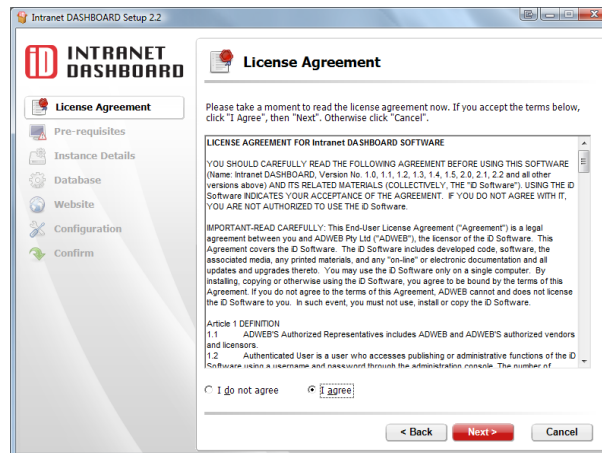 Intranet DASHBOARD Setup 2.2
iD INTRANET
DASHBOARD
License Agreement
Pre-requisites
Instance Details
Database
Website
Configuration
Confirm
License Agreement
Please take a moment to read the license agreement now. If you accept the terms below,
click "I Agree", then "Next". Otherwise click "Cancel".
LICENSE AGREEMENT FOR Intranet DASHBOARD SOFTWARE
YOU SHOULD CAREFULLY READ THE FOLLOWING AGREEMENT BEFORE USING THIS SOFTWARE
(Name: Intranet DASHBOARD, Version No. 1.0, 1.1, 1.2, 1.3, 1.4, 1.5, 2.0, 2.1, 2.2 and all other
versions above) AND ITS RELATED MATERIALS (COLLECTIVELY, THE "iD Software"). USING THE iD
Software INDICATES YOUR ACCEPTANCE OF THE AGREEMENT. IF YOU DO NOT AGREE WITH IT,
YOU ARE NOT AUTHORIZED TO USE THE iD Software.
IMPORTANT-READ CAREFULLY: This End-User License Agreement ("Agreement") is a legal
agreement between you and ADWEB Pty Ltd ("ADWEB"), the licensor of the iD Software. This
Agreement covers the iD Software. The iD Software includes developed code, software, the
associated media, any printed materials, and any "on-line" or electronic documentation and all
updates and upgrades thereto. You may use the iD Software only on a single computer. By
installing, copying or otherwise using the iD Software, you agree to be bound by the terms of this
Agreement. If you do not agree to the terms of this Agreement, ADWEB cannot and does not license
the iD Software to you. In such event, you must not use, install or copy the iD Software.
Article 1 DEFINITION
1.1 ADWEB'S Authorized Representatives includes ADWEB and ADWEB'S authorized vendors
and licensors.
1.2 Authenticated User is a user who accesses publishing or administrative functions of the iD
Software using a username and password through the administration console. The number of
I do not agree
I agree
< Back
Next >
Cancel